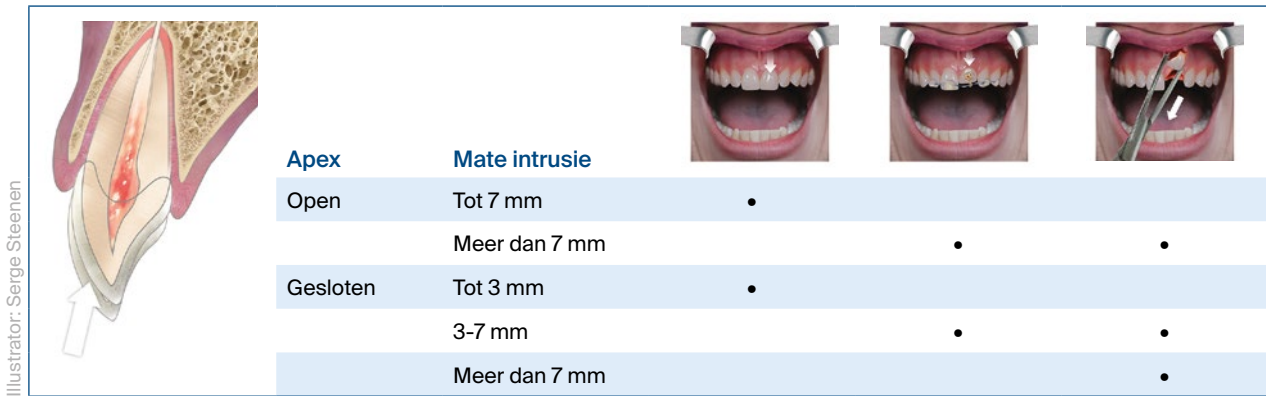 Apex Mate intrusie
Open Tot 7 mm •
Meer dan 7 mm • •
Gesloten Tot 3 mm •
3-7 mm • •
Meer dan 7 mm •
Illustrator: Serge Steenen